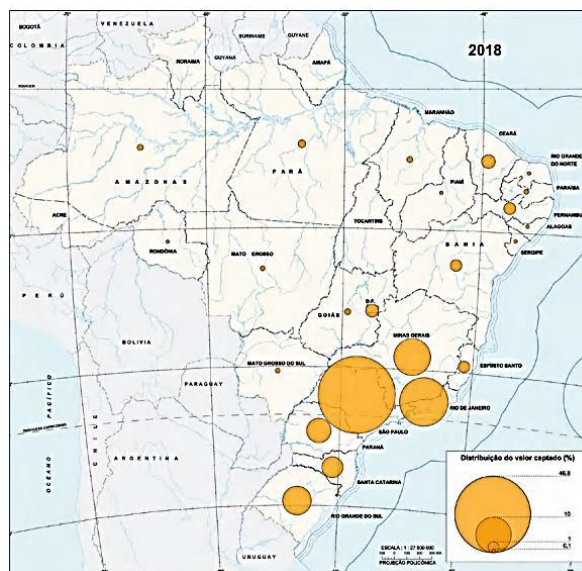 BOGOTÁ
VENEZUELA
SURINAME
GUYANE
COLOMBIA
GUYANA
RORAIMA
AMAPÁ
2018
MARANHÃO
CEARÁ
RIO GRANDE
DO NORTE
AMAZONAS
PARÁ
PIAUÍ
PARAÍBA
PERNAMBU
ACRE
TOCANTINS
ALAGOAS
RONDÔNIA
MATO GROSSO
BAHIA
SERGIPE
PERÚ
D.F.
GOIÁS
BOLIVIA
MINAS GERAIS
MATO GROSSO DO SUL
ESPÍRITO SANTO
PARAGUAY
RIO DE JANEIRO
SÃO PAULO
PARANÁ
OCEANO PACÍFICO
CHILE
ARGENTINA
SANTA CATARINA
RIO GRANDE DO SUL
URUGUAY
Distribuição do valor captado (%)
46,8
10
1
0,1
ESCALA : 1 : 27 500 000
PROJEÇÃO POLICÔNICA